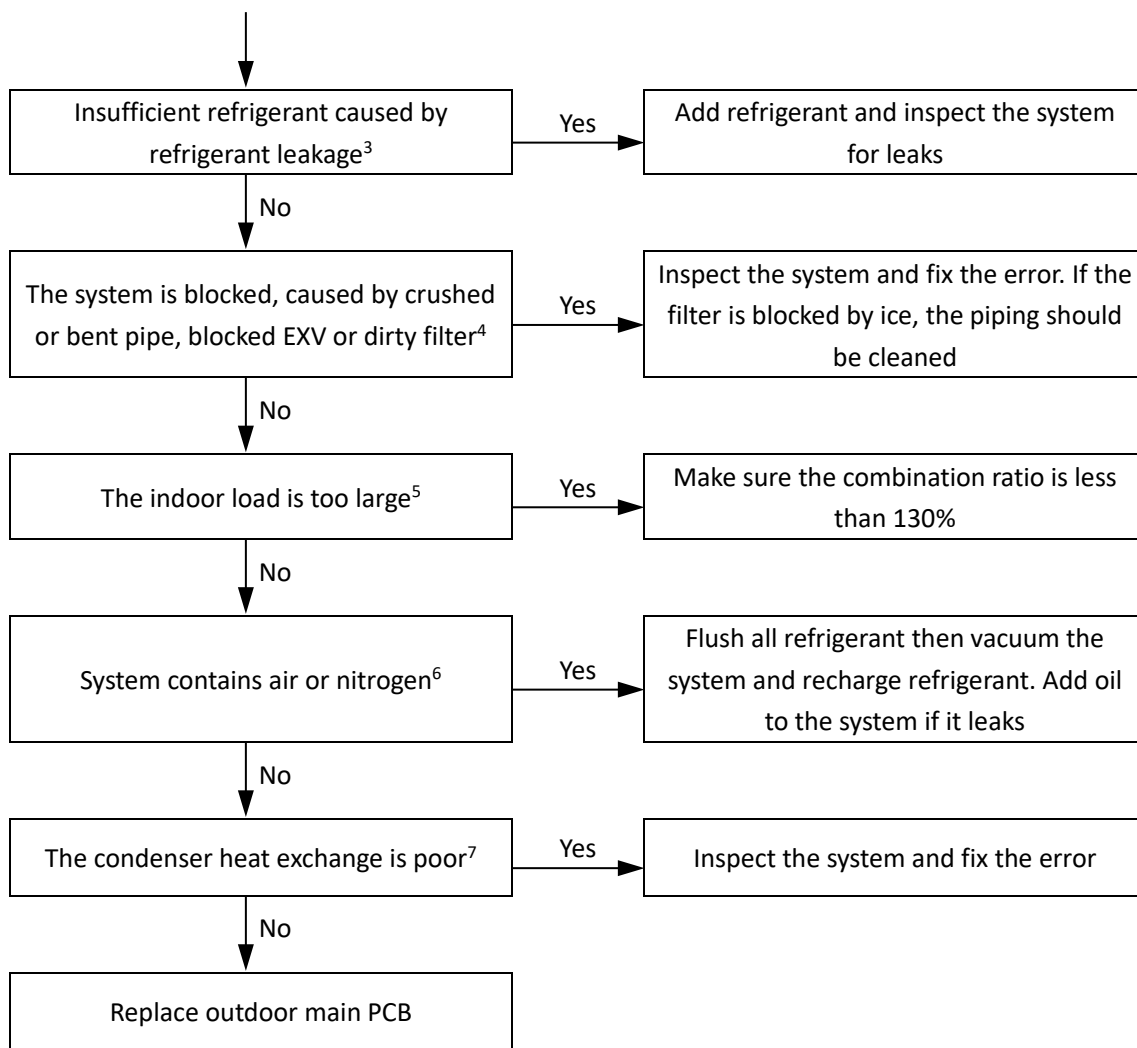 Insufficient refrigerant caused by
refrigerant leakage³
Yes
Add refrigerant and inspect the system
for leaks
No
The system is blocked, caused by crushed
or bent pipe, blocked EXV or dirty filter⁴
Yes
Inspect the system and fix the error. If the
filter is blocked by ice, the piping should
be cleaned
No
The indoor load is too large⁵
Yes
Make sure the combination ratio is less
than 130%
No
System contains air or nitrogen⁶
Yes
Flush all refrigerant then vacuum the
system and recharge refrigerant. Add oil
to the system if it leaks
No
The condenser heat exchange is poor⁷
Yes
Inspect the system and fix the error
No
Replace outdoor main PCB